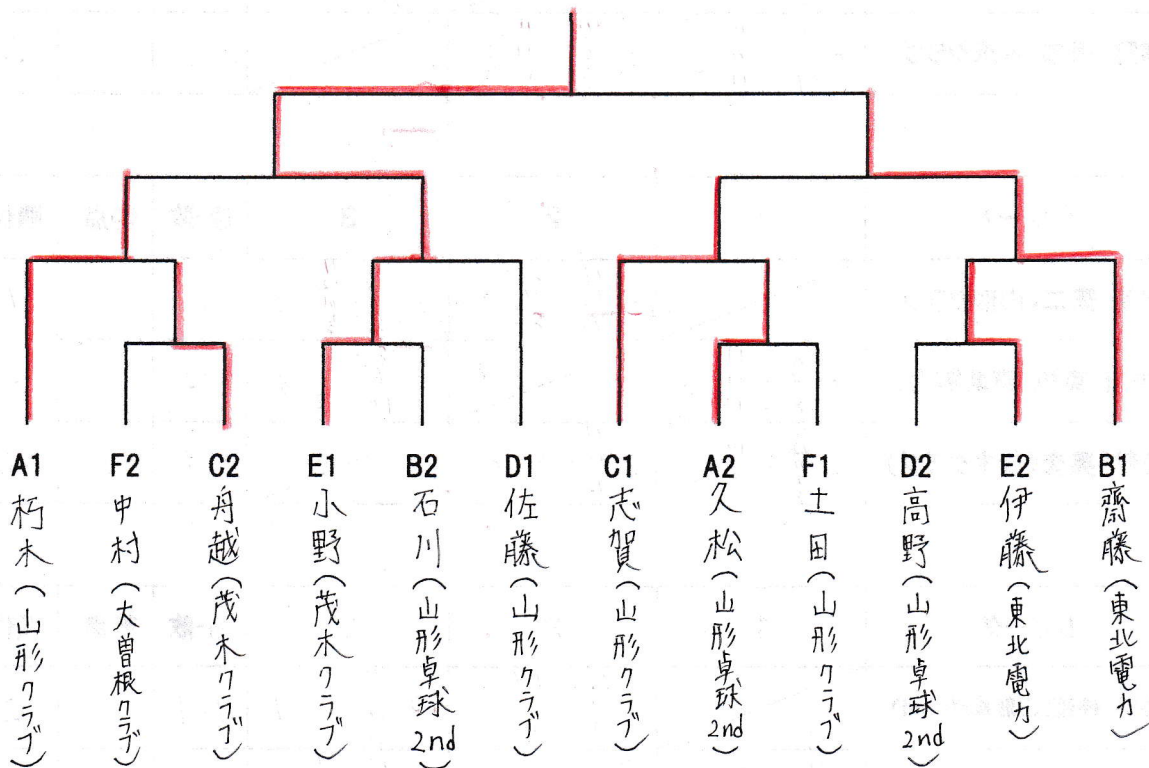 A1
朽木(山形クラブ)
F2
中村(大曽根クラブ)
C2
舟越(茂木クラブ)
E1
小野(茂木クラブ)
B2
石川(山形卓球2nd)
D1
佐藤(山形クラブ)
C1
志賀(山形クラブ)
A2
久松(山形卓球2nd)
F1
土田(山形クラブ)
D2
高野(山形卓球2nd)
E2
伊藤(東北電力)
B1
齋藤(東北電力)